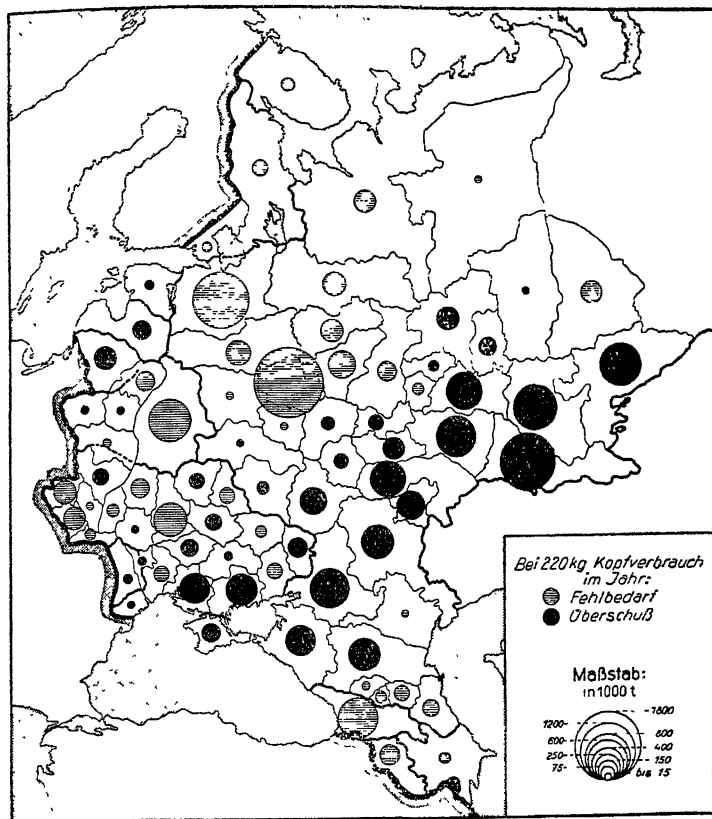 Bei 220 kg Kopfverbrauch
im Jahr:
Fehlbedarf
Überschuß
Maßstab:
in 1000 t
1800
1200
800
600
400
250
150
75
bis 15